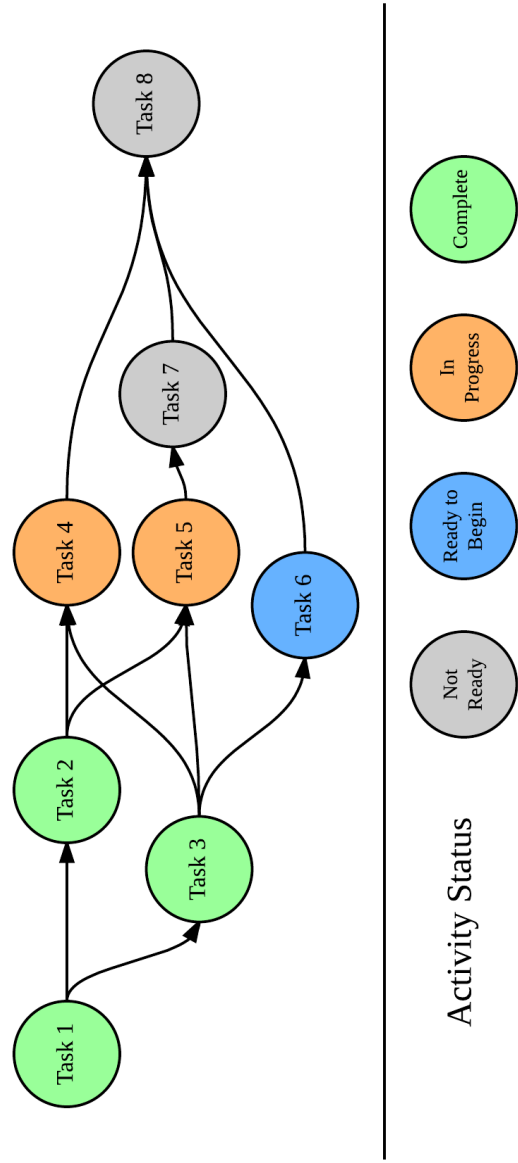 Task 1
Task 2
Task 3
Task 4
Task 5
Task 6
Task 7
Task 8
Activity Status
Not
Ready
Ready to
Begin
In
Progress
Complete